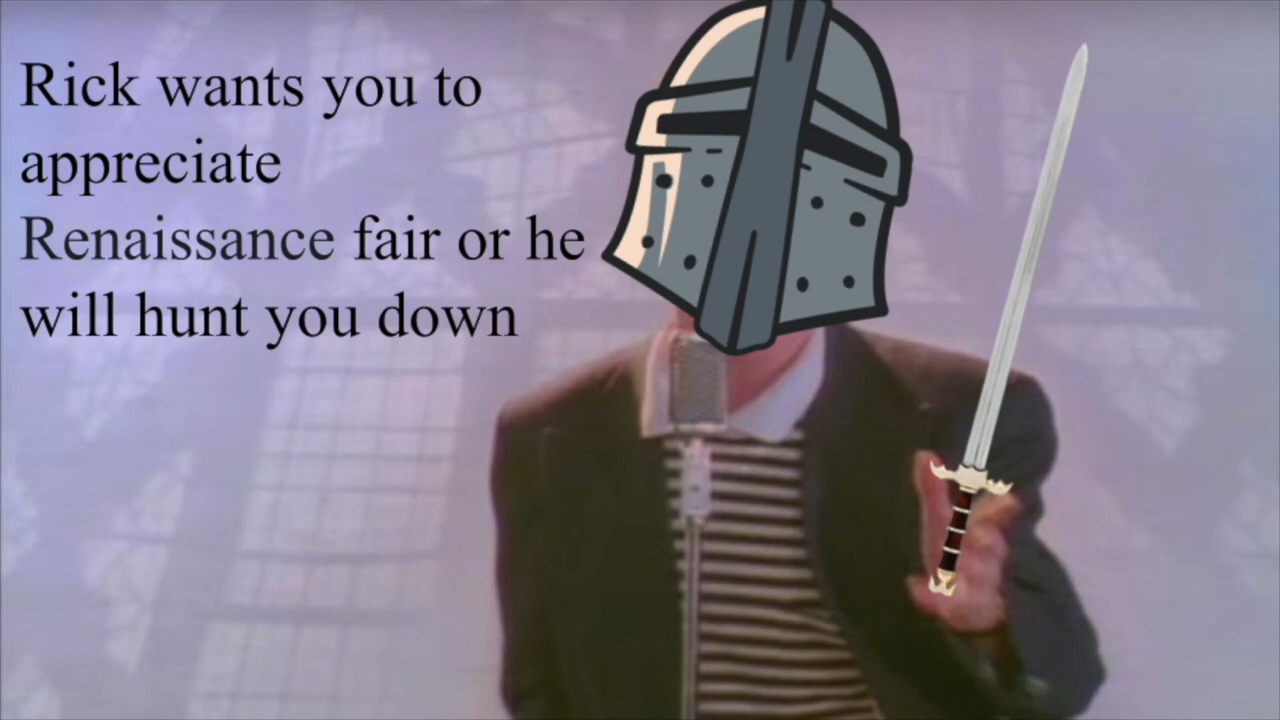 Rick wants you to
appreciate
Renaissance fair or he
will hunt you down